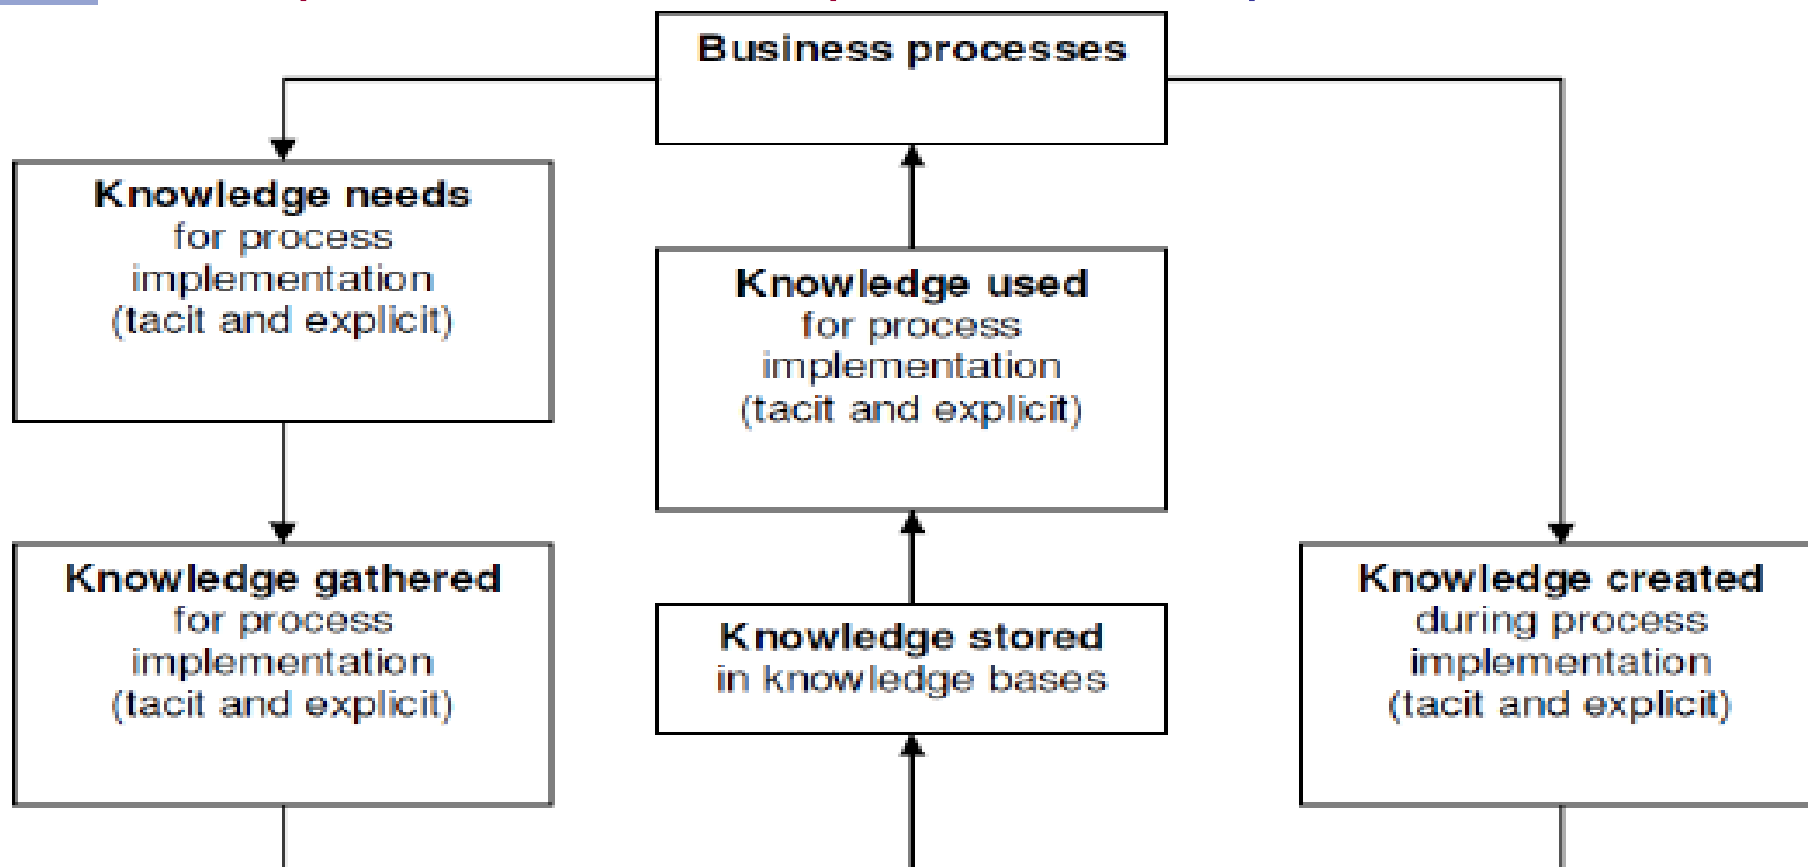 Business processes
Knowledge needs
for process
implementation
(tacit and explicit)
Knowledge used
for process
implementation
(tacit and explicit)
Knowledge gathered
for process
implementation
(tacit and explicit)
Knowledge stored
in knowledge bases
Knowledge created
during process
implementation
(tacit and explicit)